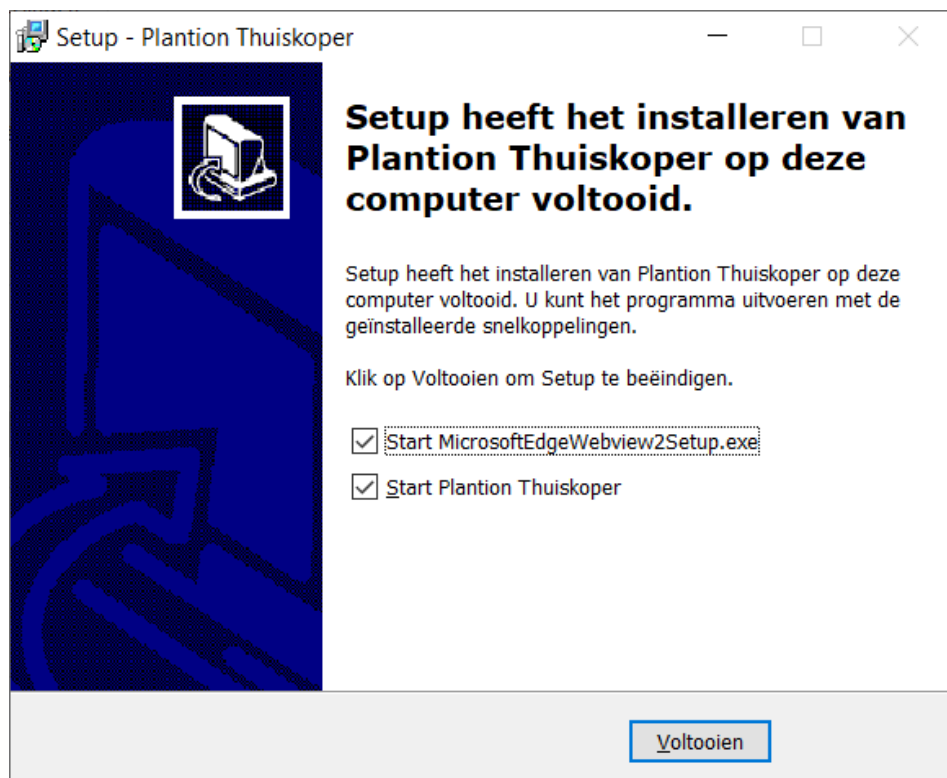 Setup - Plantion Thuiskoper
Setup heeft het installeren van
Plantion Thuiskoper op deze
computer voltooid.
Setup heeft het installeren van Plantion Thuiskoper op deze
computer voltooid. U kunt het programma uitvoeren met de
geïnstalleerde snelkoppelingen.
Klik op Voltooien om Setup te beëindigen.
Start MicrosoftEdgeWebview2Setup.exe
Start Plantion Thuiskoper
Voltooien